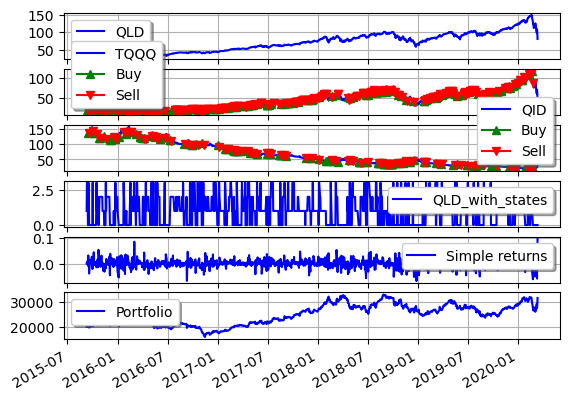 150
100
50
QLD
TQQQ
Buy
Sell
100
50
QID
Buy
Sell
150
100
50
2.5
0.0
QLD_with_states
0.1
0.0
Simple returns
30000
20000
Portfolio
2015-07
2016-01
2016-07
2017-01
2017-07
2018-01
2018-07
2019-01
2019-07
2020-01